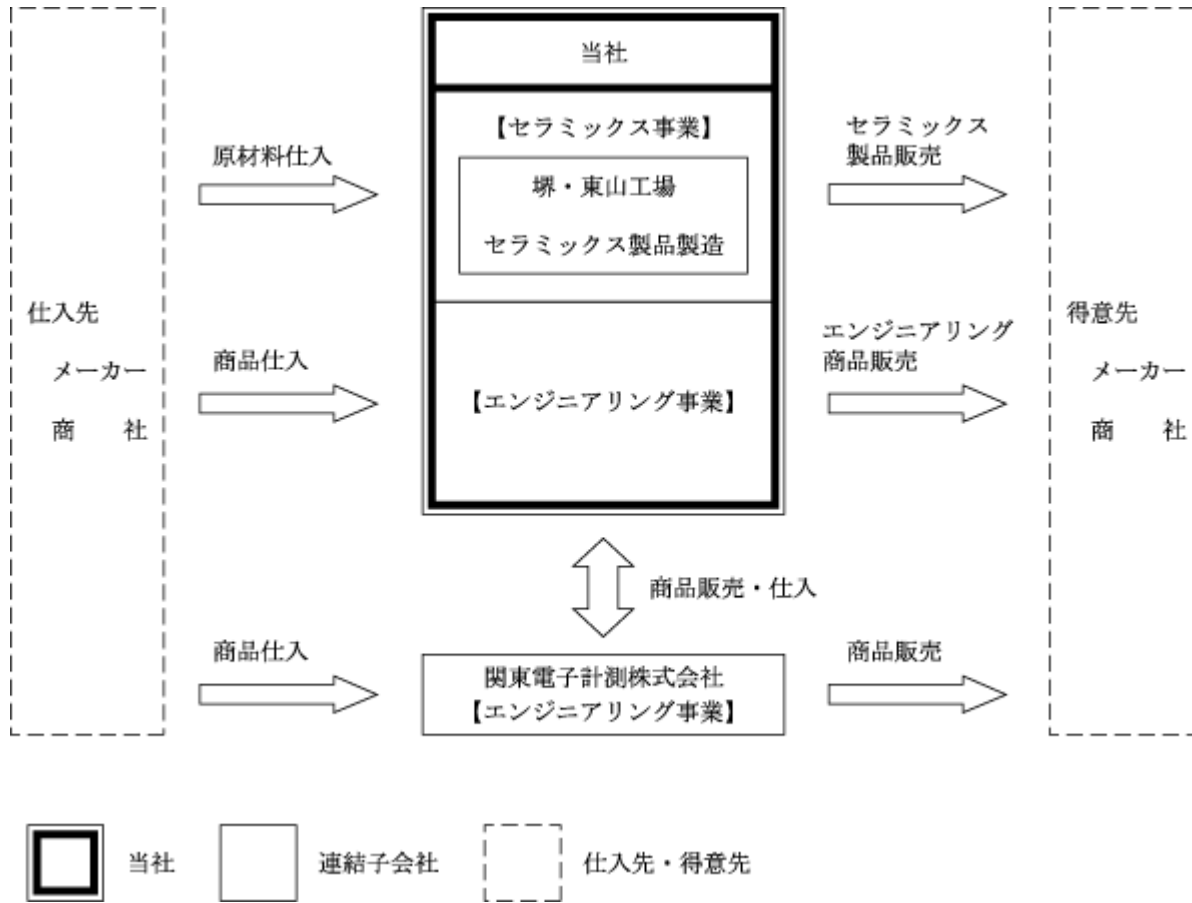 当社
【セラミックス事業】
堺・東山工場
セラミックス製品製造
【エンジニアリング事業】
原材料仕入
商品仕入
セラミックス
製品販売
エンジニアリング
商品販売
仕入先
メーカー
商　　社
得意先
メーカー
商　　社
商品販売・仕入
商品仕入
関東電子計測株式会社
【エンジニアリング事業】
商品販売
当社
連結子会社
仕入先・得意先